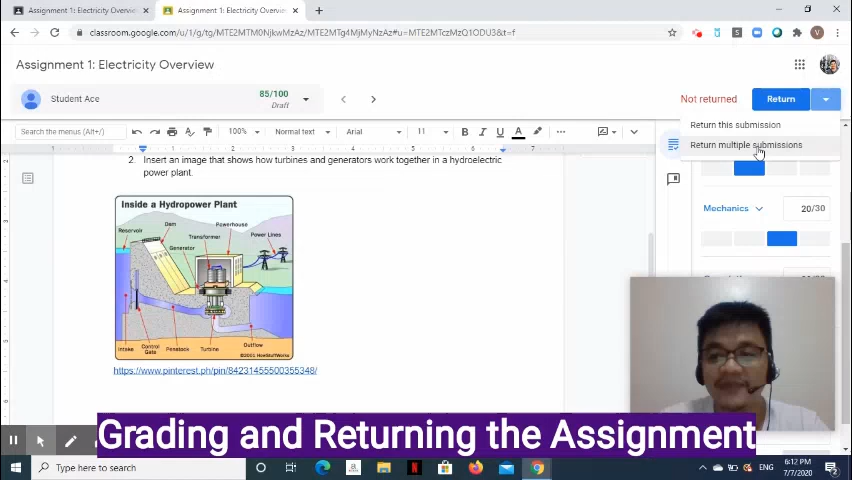 Assignment 1: Electricity Overview
Assignment 1: Electricity Overview
classroom.google.com/u/1/g/tg/MTE2MTM0NjkwMzAz/MTE2MTg4MjMyNzAz#u=MTE2MTCzMzQ1ODU3&t=f
V
Assignment 1: Electricity Overview
Student Ace
85/100
Draft
Not returned
Return
Return this submission
Return multiple submissions
Search the menus (Alt+/)
100%
Normal text
Arial
11
B I U A
2. Insert an image that shows how turbines and generators work together in a hydroelectric
power plant.
Inside a Hydropower Plant
Reservoir
Dam
Powerhouse
Transformer
Power Lines
Generator
Intake
Control
Gate
Penstock
Turbine
Outflow
©2001 HowStuffWorks
https://www.pinterest.ph/pin/84231455500355348/
Mechanics
20/30
Grading and Returning the Assignment
Type here to search
ENG
6:12 PM
7/7/2020